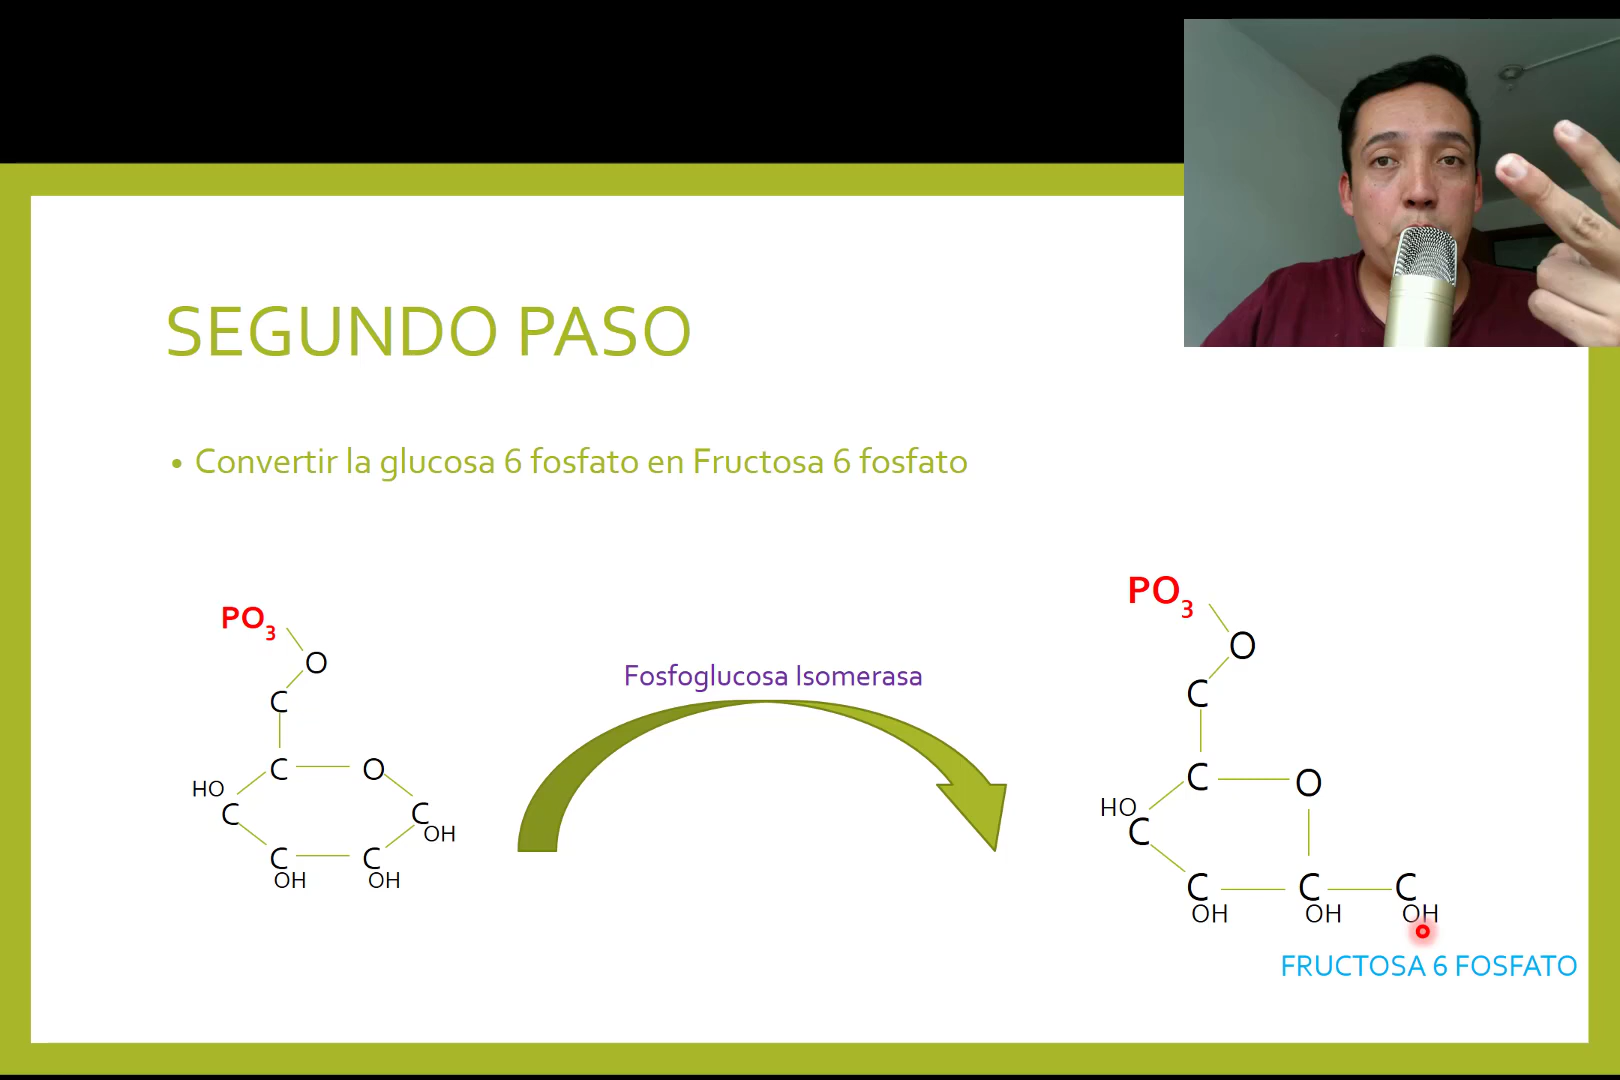 SEGUNDO PASO
• Convertir la glucosa 6 fosfato en Fructosa 6 fosfato
PO3
O
C
C O
HO
C C
OH
C C
OH OH
Fosfoglucosa Isomerasa
PO3
O
C
C O
HO
C
C C C
OH OH OH
FRUCTOSA 6 FOSFATO